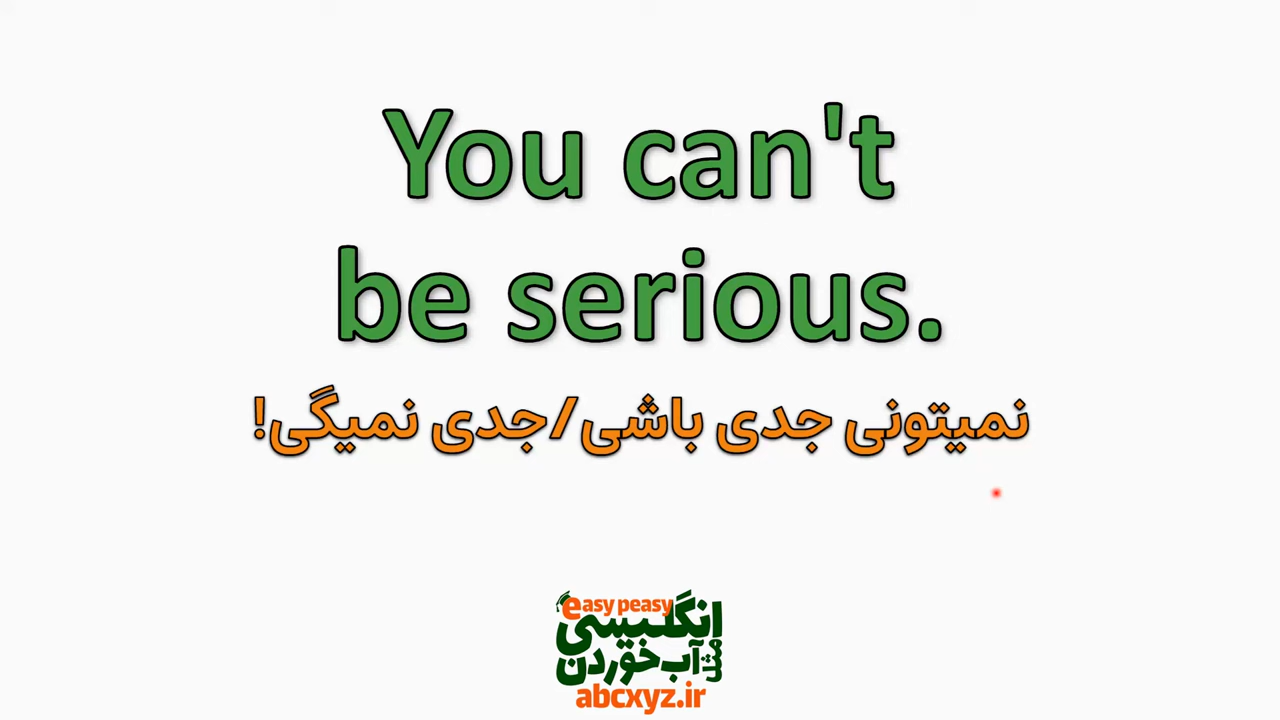 You can't
be serious.
نمیتونی جدی باشی/جدی نمیگی!
easy peasy
انگلیسی
مثل آب خوردن
abcxyz.ir